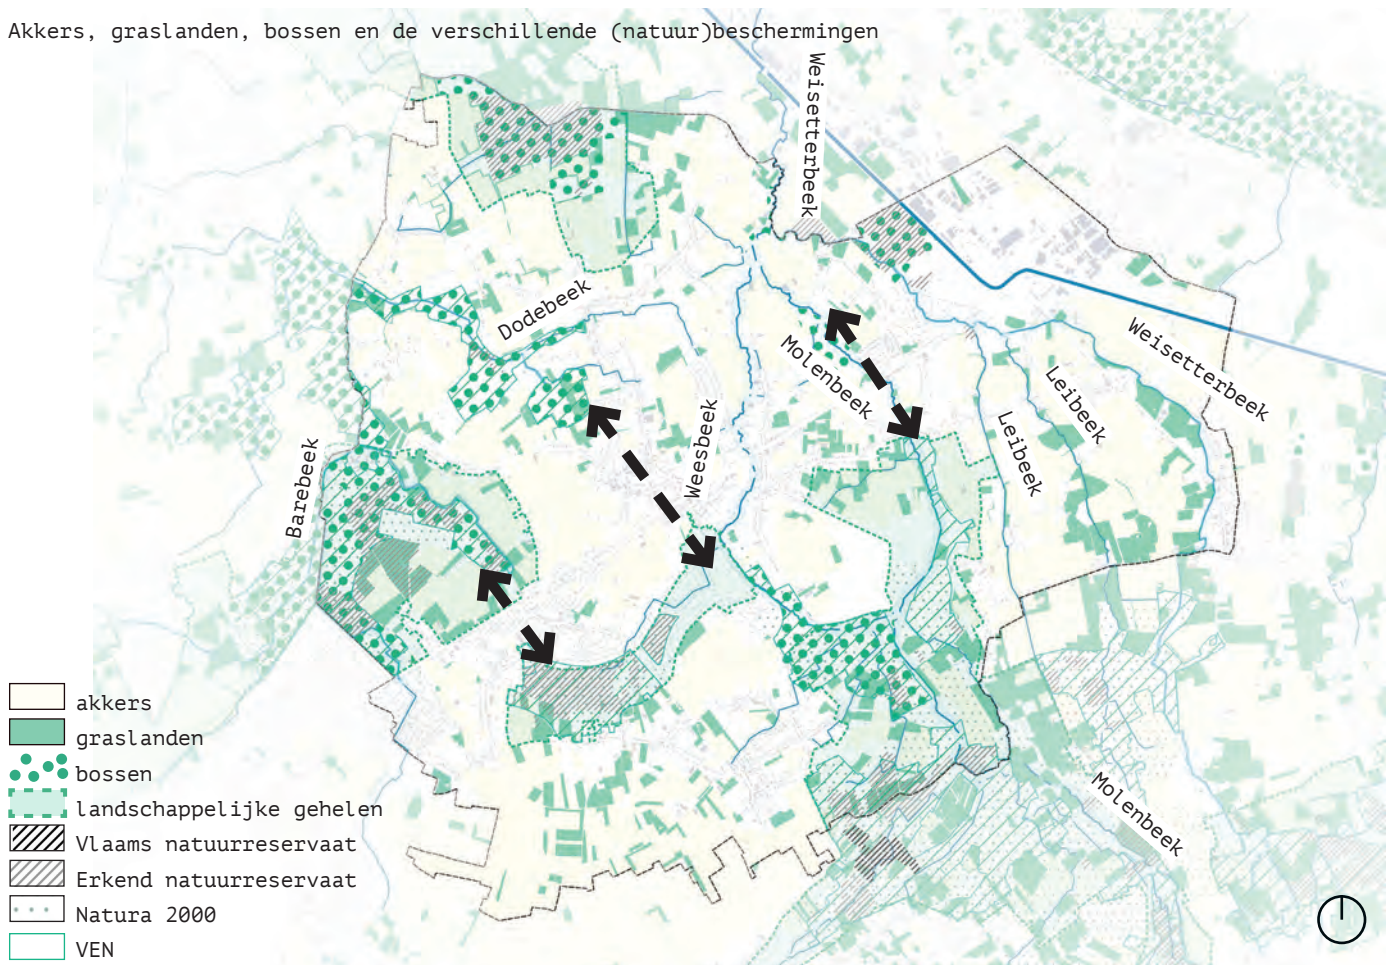 Akkers, graslanden, bossen en de verschillende (natuur)beschermingen
Weisetterbeek
Dodebeek
Molenbeek
Weisetterbeek
Leibeek
Leibeek
Weesbeek
Barebeek
Molenbeek
akkers
graslanden
bossen
landschappelijke gehelen
Vlaams natuurreservaat
Erkend natuurreservaat
Natura 2000
VEN